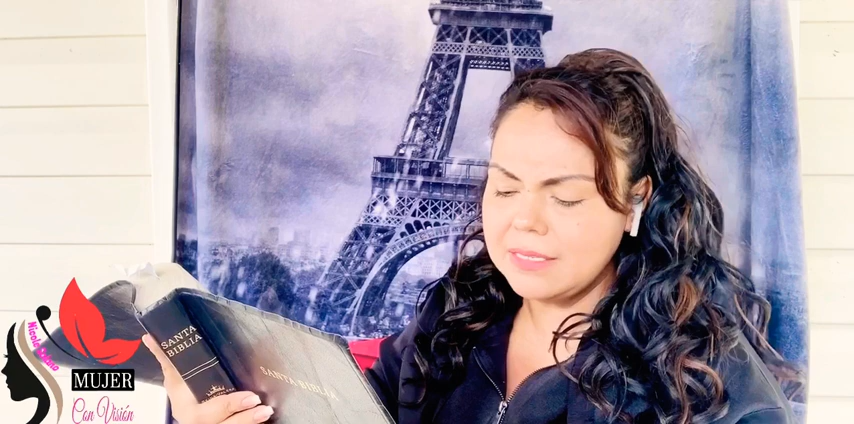 SANTA
BIBLIA
SANTA BIBLIA
MUJER
Con Visión